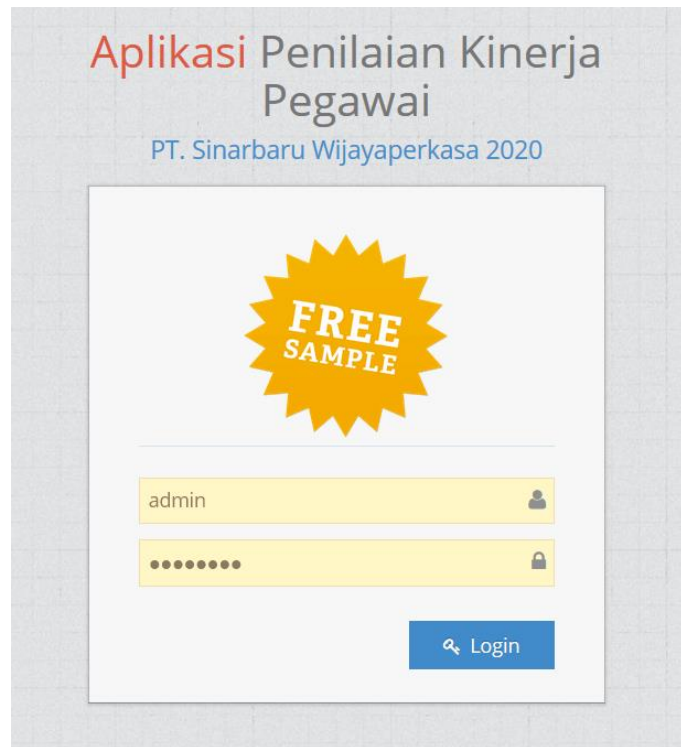 Aplikasi Penilaian Kinerja
Pegawai
PT. Sinarbaru Wijayaperkasa 2020
FREE
SAMPLE
admin
••••••••
Login